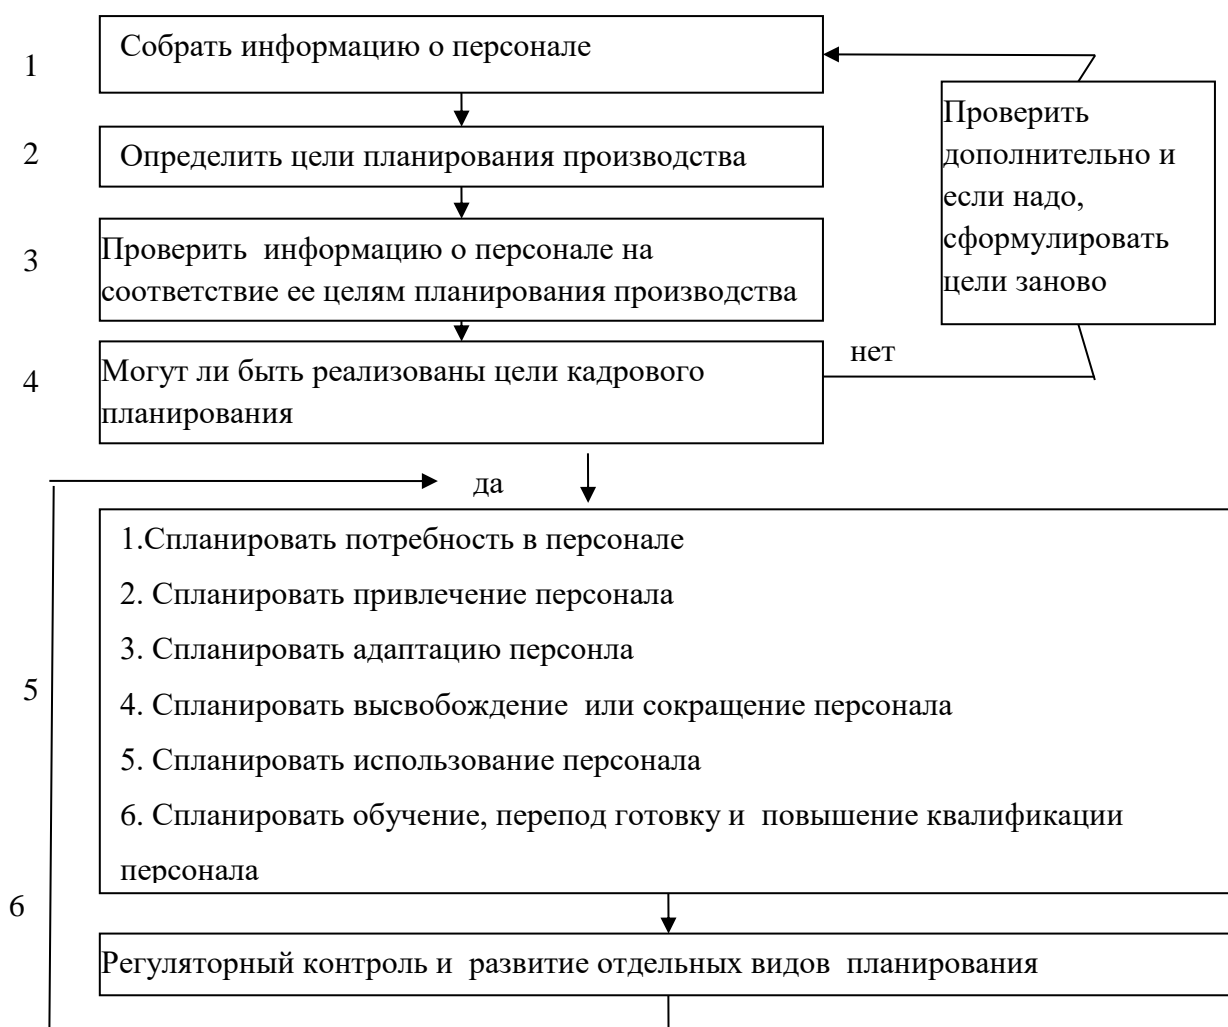 1
Собрать информацию о персонале
2
Определить цели планирования производства
3
Проверить информацию о персонале на
соответствие ее целям планирования производства
4
Могут ли быть реализованы цели кадрового
планирования
нет
Проверить
дополнительно и
если надо,
сформулировать
цели заново
да
5
1.Спланировать потребность в персонале
2. Спланировать привлечение персонала
3. Спланировать адаптацию персонла
4. Спланировать высвобождение или сокращение персонала
5. Спланировать использование персонала
6. Спланировать обучение, перепод готовку и повышение квалификации
персонала
6
Регуляторный контроль и развитие отдельных видов планирования